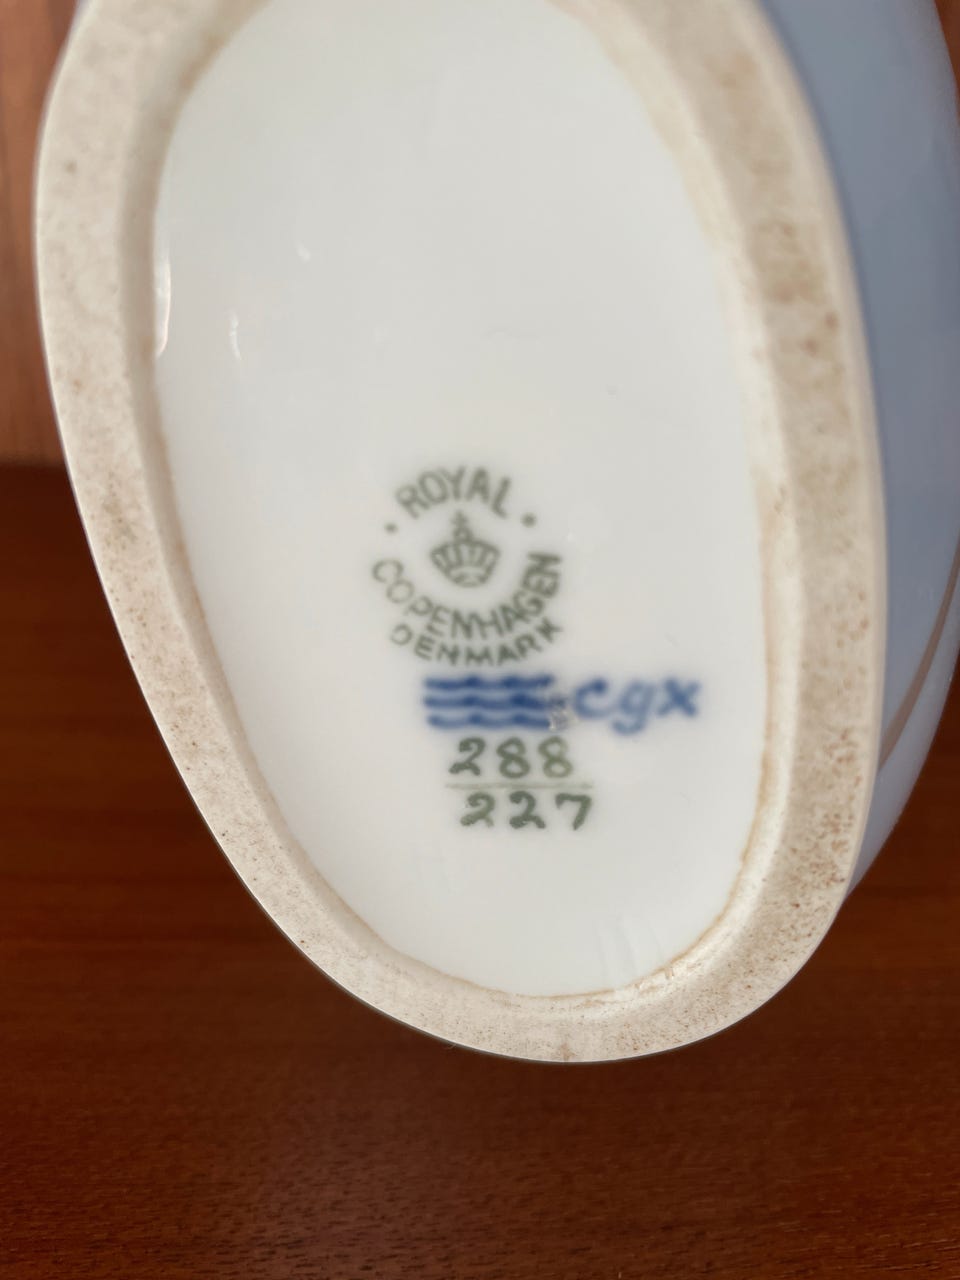 ROYAL
COPENHAGEN
DENMARK
cgx
288
227